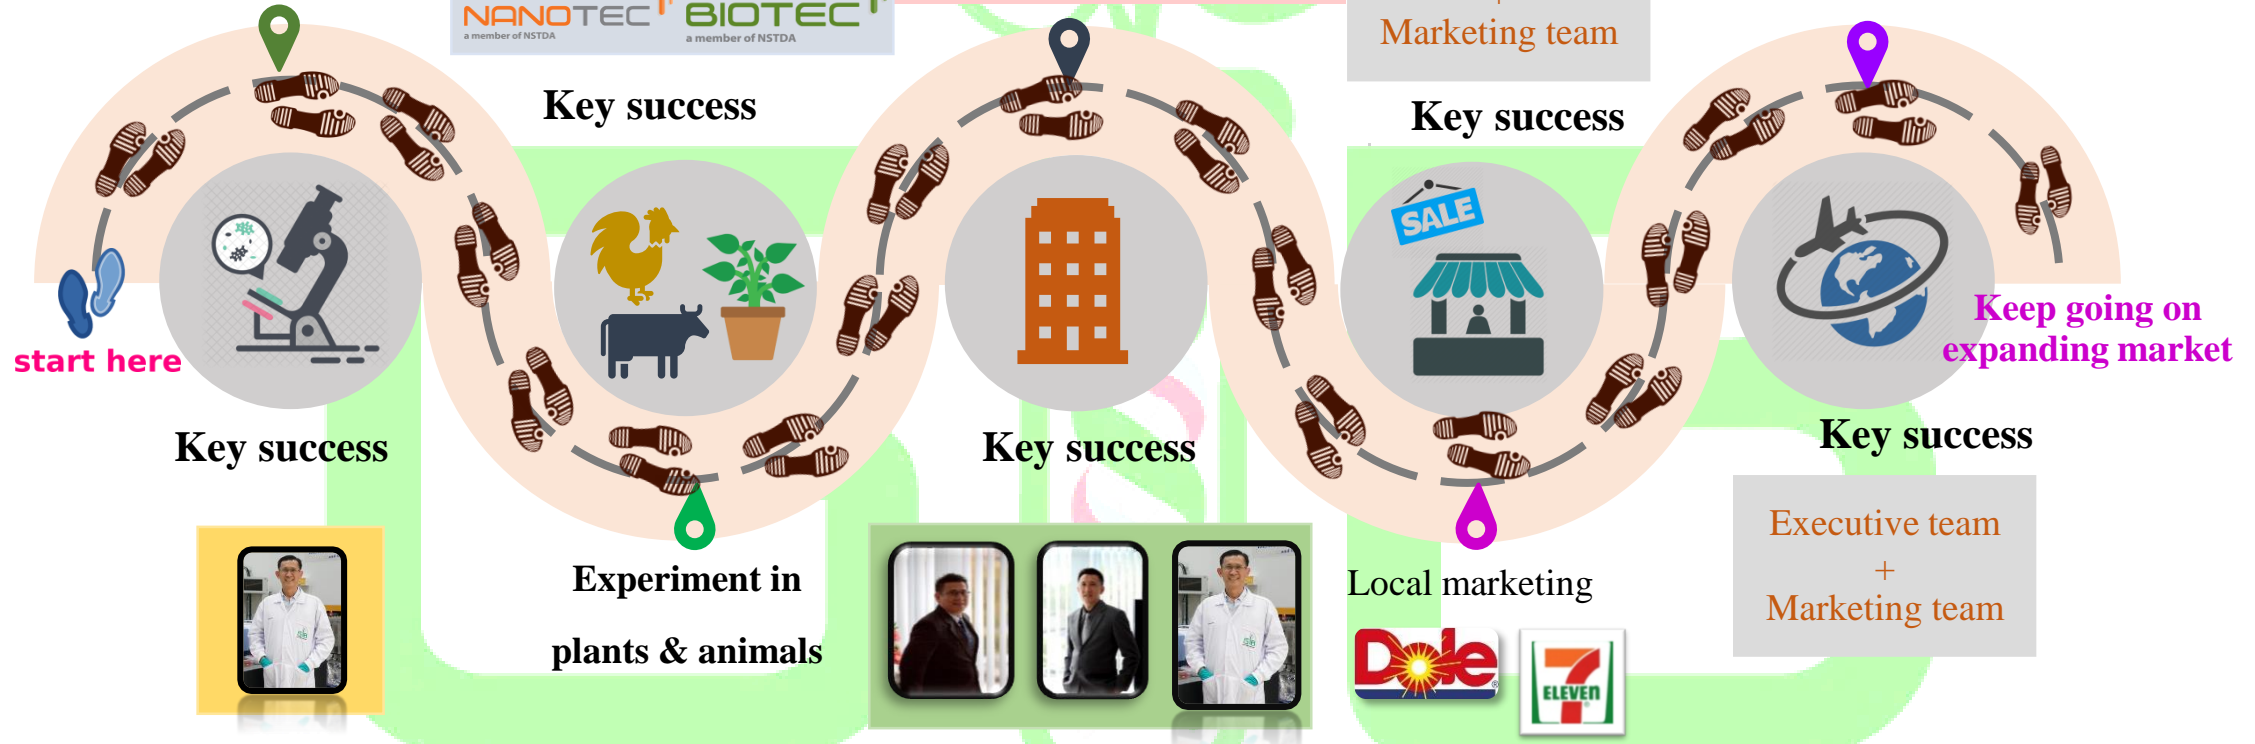 NANOTEC
a member of NSTDA
BIOTEC
a member of NSTDA
Marketing team
Key success
Key success
SALE
start here
Keep going on
expanding market
Key success
Key success
Key success
Experiment in
plants & animals
Local marketing
Dole
7
ELEVEn
Executive team
+
Marketing team